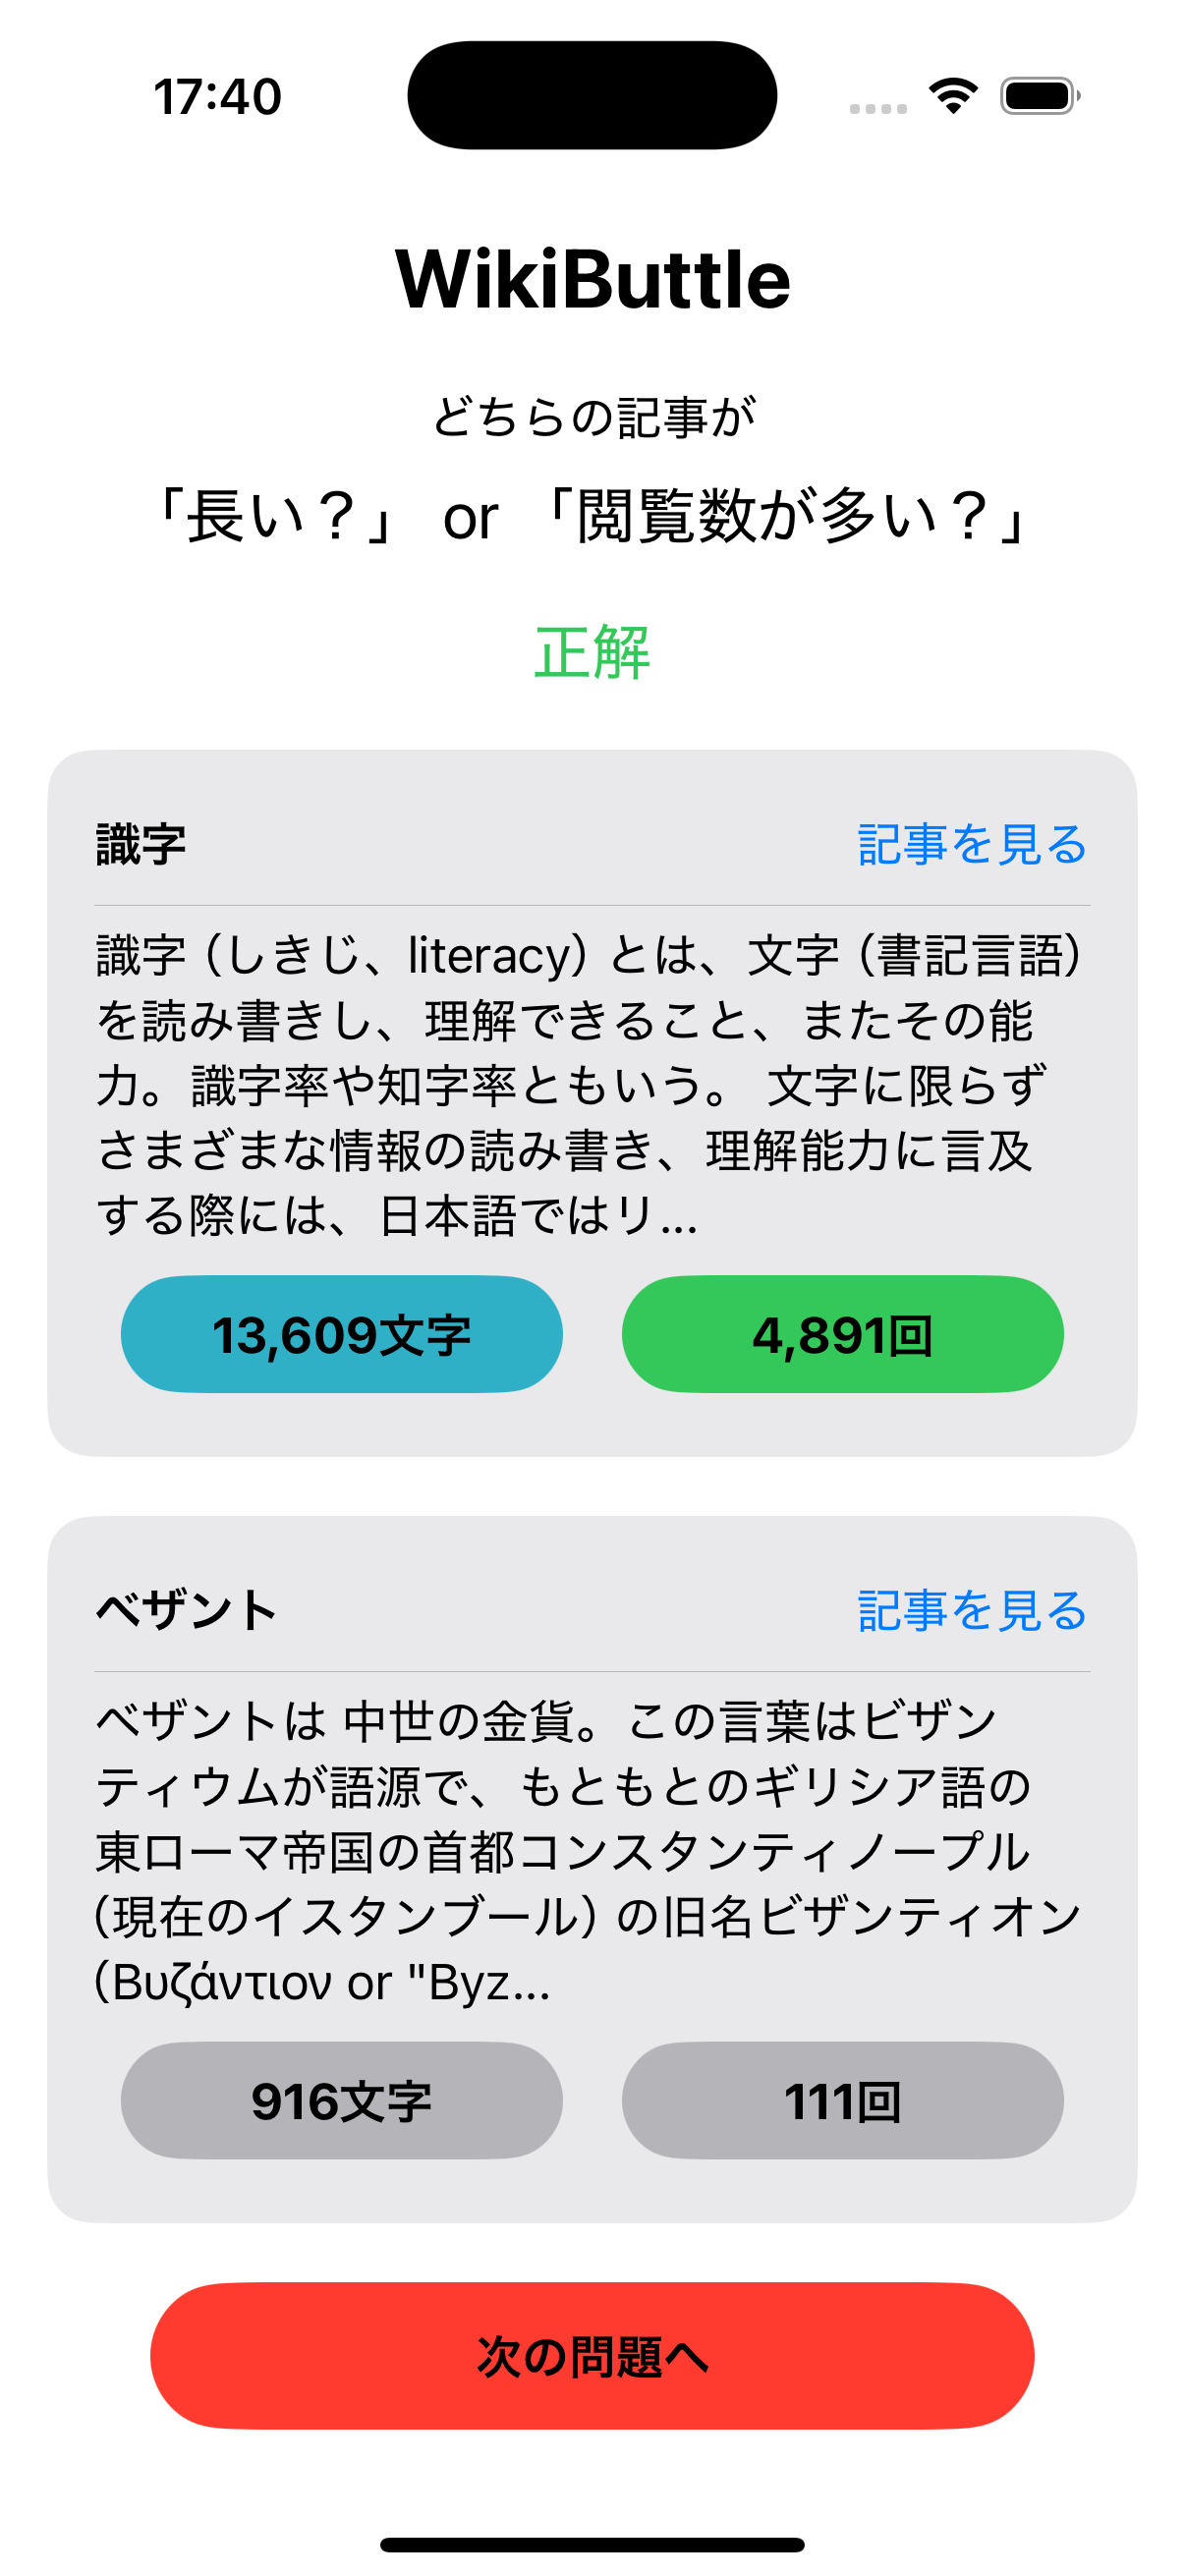 17:40
WikiButtle
どちらの記事が
「長い？」 or 「閲覧数が多い？」
正解
識字
記事を見る
識字（しきじ、literacy）とは、文字（書記言語）
を読み書きし、理解できること、またその能
力。識字率や知字率ともいう。 文字に限らず
さまざまな情報の読み書き、理解能力に言及
する際には、日本語ではリ...
13,609文字
4,891回
べザント
記事を見る
べザントは 中世の金貨。この言葉はビザン
ティウムが語源で、もともとのギリシア語の
東ローマ帝国の首都コンスタンティノープル
（現在のイスタンブール）の旧名ビザンティオン
（Βυζάντιον or "Byz...
916文字
111回
次の問題へ